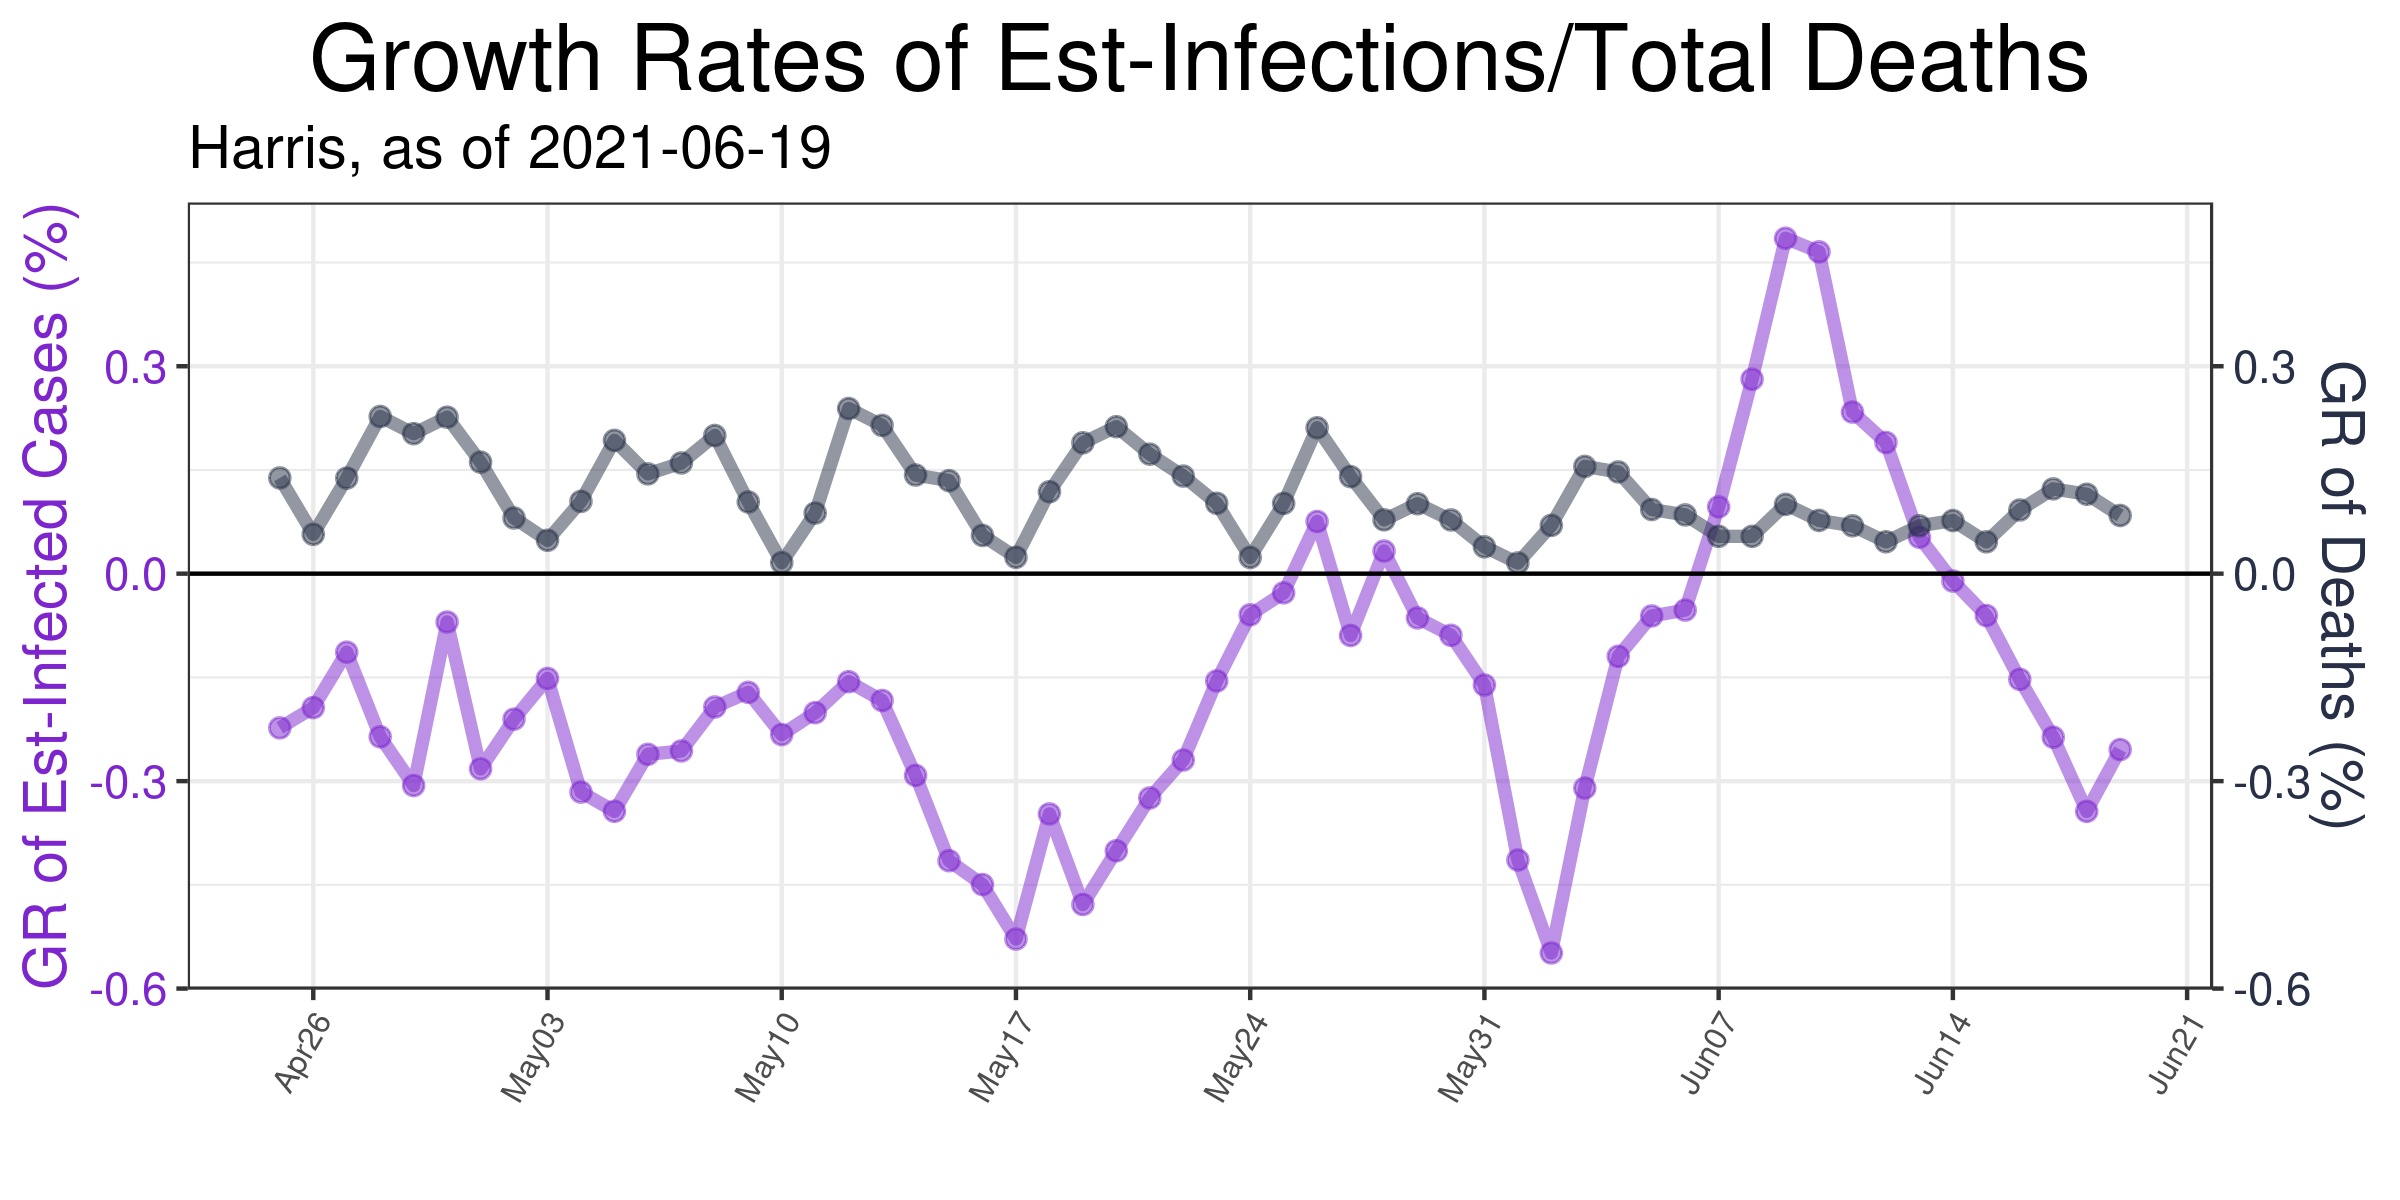 Growth Rates of Est-Infections/Total Deaths
Harris, as of 2021-06-19
GR of Est-Infected Cases (%)
0.3
0.0
-0.3
-0.6
0.3
0.0
-0.3
-0.6
GR of Deaths (%)
Apr26
May03
May10
May17
May24
May31
Jun07
Jun14
Jun21